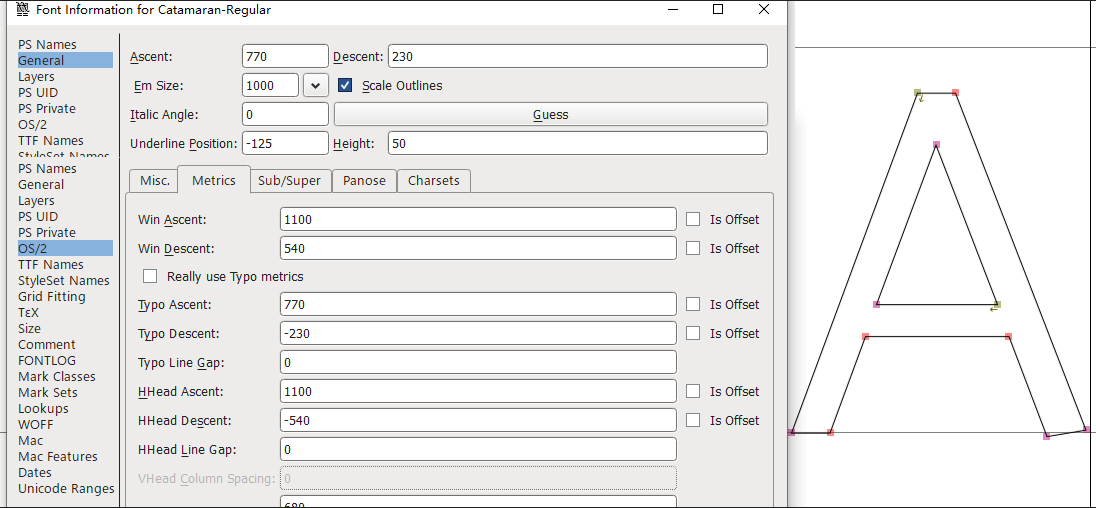 Font Information for Catamaran-Regular
PS Names
General
Layers
PS UID
PS Private
OS/2
TTF Names
StyleSet Names
PS Names
General
Layers
PS UID
PS Private
OS/2
TTF Names
StyleSet Names
Grid Fitting
TεX
Size
Comment
FONTLOG
Mark Classes
Mark Sets
Lookups
WOFF
Mac
Mac Features
Dates
Unicode Ranges
Ascent: 770 Descent: 230
Em Size: 1000 Scale Outlines
Italic Angle: 0 Guess
Underline Position: -125 Height: 50
Misc. Metrics Sub/Super Panose Charsets
Win Ascent: 1100 Is Offset
Win Descent: 540 Is Offset
Really use Typo metrics
Typo Ascent: 770 Is Offset
Typo Descent: -230 Is Offset
Typo Line Gap: 0
HHead Ascent: 1100 Is Offset
HHead Descent: -540 Is Offset
HHead Line Gap: 0
VHead Column Spacing: 0
680
A